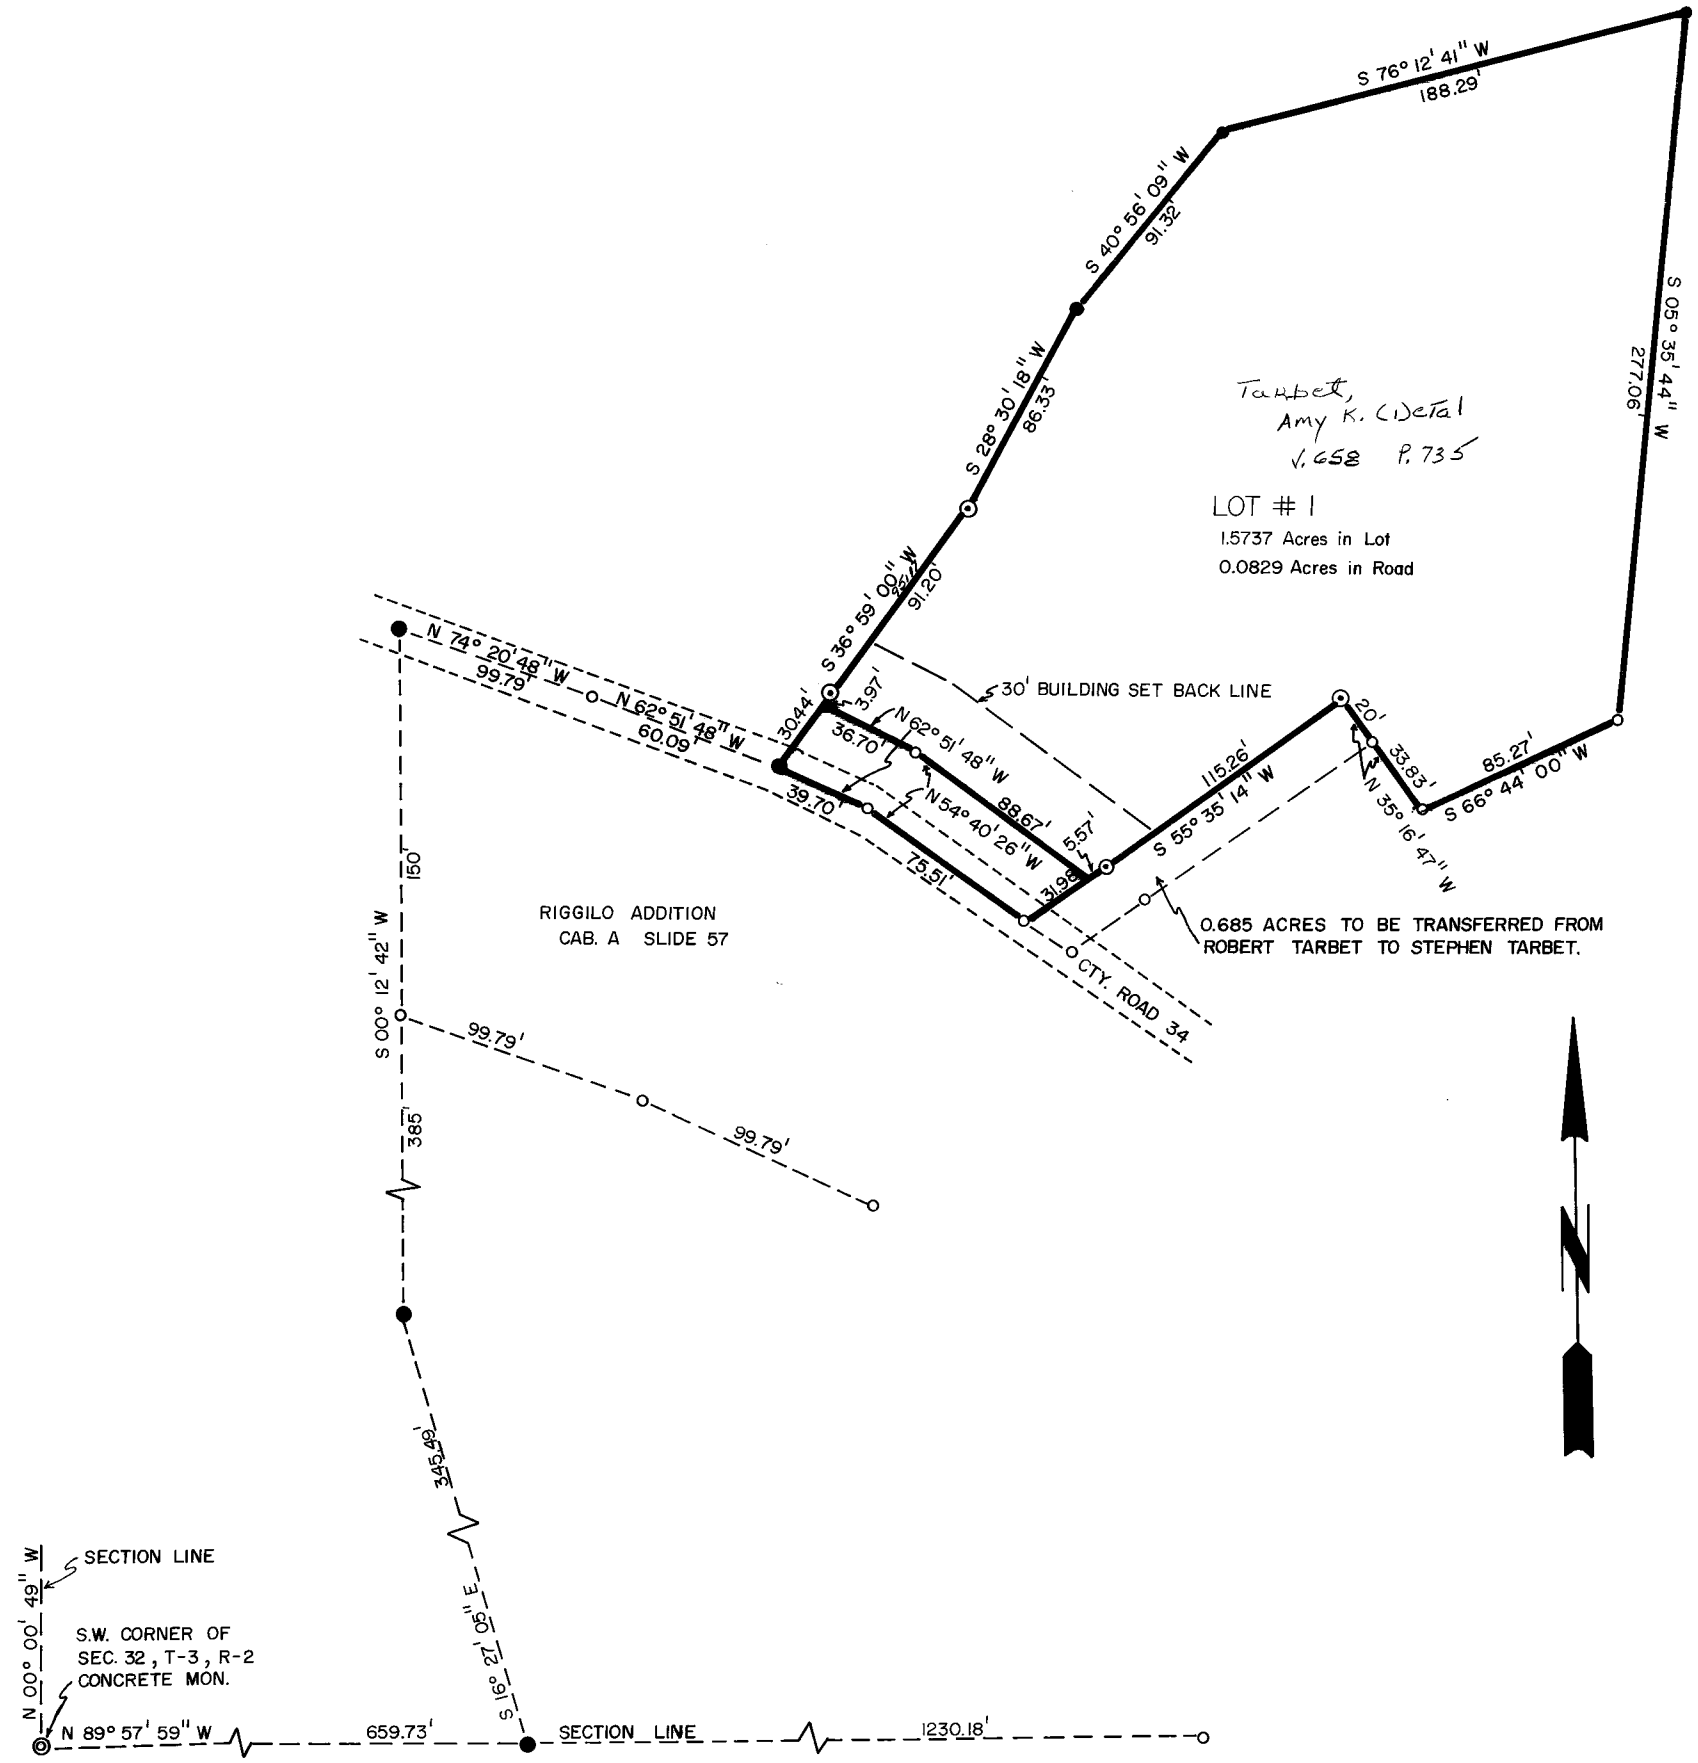 S 76° 12' 41" W
188.29'
S 40° 56' 09" W
91.32'
S 05° 35' 44" W
277.06'
S 28° 30' 18" W
86.33'
Tarbet,
Amy K. (1) etal
V. 658 P. 735
LOT # 1
1.5737 Acres in Lot
0.0829 Acres in Road
S 36° 59' 00" W
91.20'
N 74° 20' 48" W
99.79'
N 62° 51' 48" W
60.09'
30.44'
3.97'
30' BUILDING SET BACK LINE
N 62° 51' 48" W
36.70'
39.70'
N 54° 40' 26" W
88.67'
75.51'
5.57'
31.98'
115.26'
S 55° 35' 14" W
20'
33.83'
N 35° 16' 47" W
85.27'
S 66° 44' 00" W
0.685 ACRES TO BE TRANSFERRED FROM
ROBERT TARBET TO STEPHEN TARBET.
CTY. ROAD 34
RIGGILO ADDITION
CAB. A SLIDE 57
150'
S 00° 12' 42" W
99.79'
99.79'
385'
N
345.49'
S 16° 27' 05" E
SECTION LINE
N 00° 00' 49" W
S.W. CORNER OF
SEC. 32, T-3, R-2
CONCRETE MON.
N 89° 57' 59" W
659.73'
SECTION LINE
1230.18'